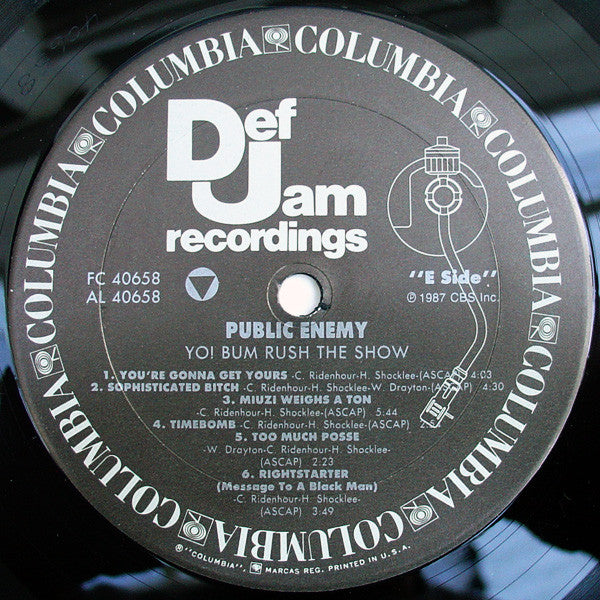 COLUMBIA COLUMBIA COLUMBIA COLUMBIA COLUMBIA COLUMBIA COLUMBIA COLUMBIA
Def
Jam
recordings
FC 40658
AL 40658
"E Side"
℗ 1987 CBS Inc.
PUBLIC ENEMY
YO! BUM RUSH THE SHOW
1. YOU'RE GONNA GET YOURS -C. Ridenhour-H. Shocklee-(ASCAP) 4:03
2. SOPHISTICATED BITCH -C. Ridenhour-H. Shocklee-W. Drayton-(ASCAP) 4:30
3. MIUZI WEIGHS A TON
-C. Ridenhour-H. Shocklee-(ASCAP) 5:44
4. TIMEBOMB -C. Ridenhour-H. Shocklee-(ASCAP)
5. TOO MUCH POSSE
-W. Drayton-C. Ridenhour-H. Shocklee-
(ASCAP) 2:23
6. RIGHTSTARTER
(Message To A Black Man)
-C. Ridenhour-H. Shocklee-
(ASCAP) 3:49
® "COLUMBIA", MARCAS REG. PRINTED IN U.S.A.